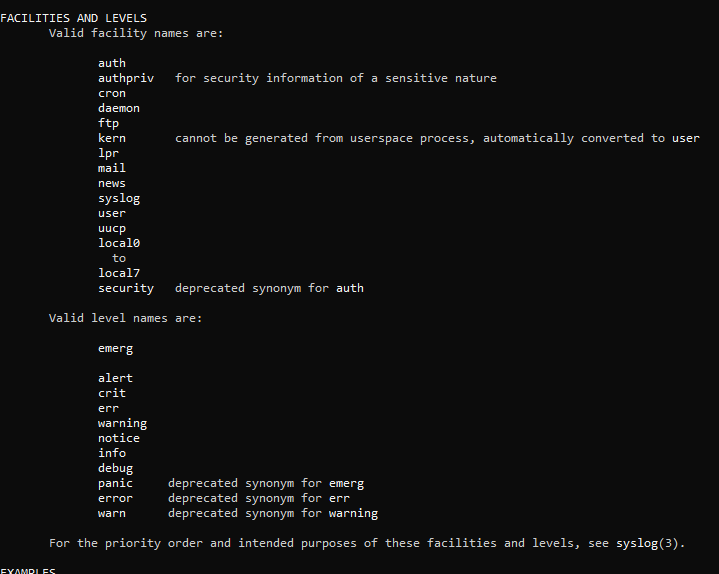 FACILITIES AND LEVELS
Valid facility names are:
auth
authpriv for security information of a sensitive nature
cron
daemon
ftp
kern cannot be generated from userspace process, automatically converted to user
lpr
mail
news
syslog
user
uucp
local0
to
local7
security deprecated synonym for auth
Valid level names are:
emerg
alert
crit
err
warning
notice
info
debug
panic deprecated synonym for emerg
error deprecated synonym for err
warn deprecated synonym for warning
For the priority order and intended purposes of these facilities and levels, see syslog(3).
EXAMPLES